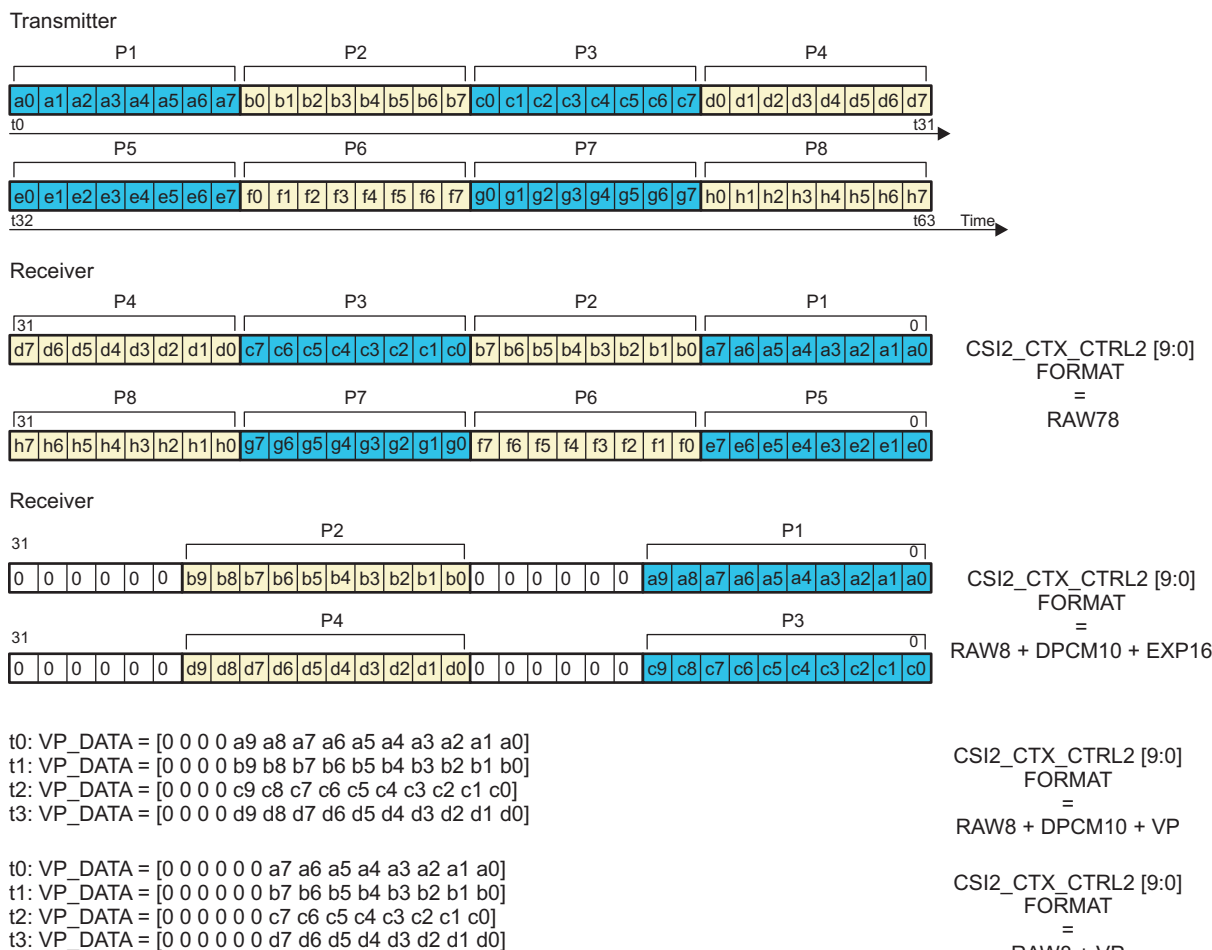 Transmitter
P1 P2 P3 P4
a0 a1 a2 a3 a4 a5 a6 a7 b0 b1 b2 b3 b4 b5 b6 b7 c0 c1 c2 c3 c4 c5 c6 c7 d0 d1 d2 d3 d4 d5 d6 d7
t0 t31
P5 P6 P7 P8
e0 e1 e2 e3 e4 e5 e6 e7 f0 f1 f2 f3 f4 f5 f6 f7 g0 g1 g2 g3 g4 g5 g6 g7 h0 h1 h2 h3 h4 h5 h6 h7
t32 t63 Time
Receiver
P4 P3 P2 P1
31 0
d7 d6 d5 d4 d3 d2 d1 d0 c7 c6 c5 c4 c3 c2 c1 c0 b7 b6 b5 b4 b3 b2 b1 b0 a7 a6 a5 a4 a3 a2 a1 a0
P8 P7 P6 P5
31 0
h7 h6 h5 h4 h3 h2 h1 h0 g7 g6 g5 g4 g3 g2 g1 g0 f7 f6 f5 f4 f3 f2 f1 f0 e7 e6 e5 e4 e3 e2 e1 e0
CSI2_CTX_CTRL2 [9:0]
FORMAT
=
RAW78
Receiver
P2 P1
31 0
0 0 0 0 0 0 b9 b8 b7 b6 b5 b4 b3 b2 b1 b0 0 0 0 0 0 0 a9 a8 a7 a6 a5 a4 a3 a2 a1 a0
P4 P3
31 0
0 0 0 0 0 0 d9 d8 d7 d6 d5 d4 d3 d2 d1 d0 0 0 0 0 0 0 c9 c8 c7 c6 c5 c4 c3 c2 c1 c0
CSI2_CTX_CTRL2 [9:0]
FORMAT
=
RAW8 + DPCM10 + EXP16
t0: VP_DATA = [0 0 0 0 a9 a8 a7 a6 a5 a4 a3 a2 a1 a0]
t1: VP_DATA = [0 0 0 0 b9 b8 b7 b6 b5 b4 b3 b2 b1 b0]
t2: VP_DATA = [0 0 0 0 c9 c8 c7 c6 c5 c4 c3 c2 c1 c0]
t3: VP_DATA = [0 0 0 0 d9 d8 d7 d6 d5 d4 d3 d2 d1 d0]
CSI2_CTX_CTRL2 [9:0]
FORMAT
=
RAW8 + DPCM10 + VP
t0: VP_DATA = [0 0 0 0 0 0 a7 a6 a5 a4 a3 a2 a1 a0]
t1: VP_DATA = [0 0 0 0 0 0 b7 b6 b5 b4 b3 b2 b1 b0]
t2: VP_DATA = [0 0 0 0 0 0 c7 c6 c5 c4 c3 c2 c1 c0]
t3: VP_DATA = [0 0 0 0 0 0 d7 d6 d5 d4 d3 d2 d1 d0]
CSI2_CTX_CTRL2 [9:0]
FORMAT
=
RAW8 + VP